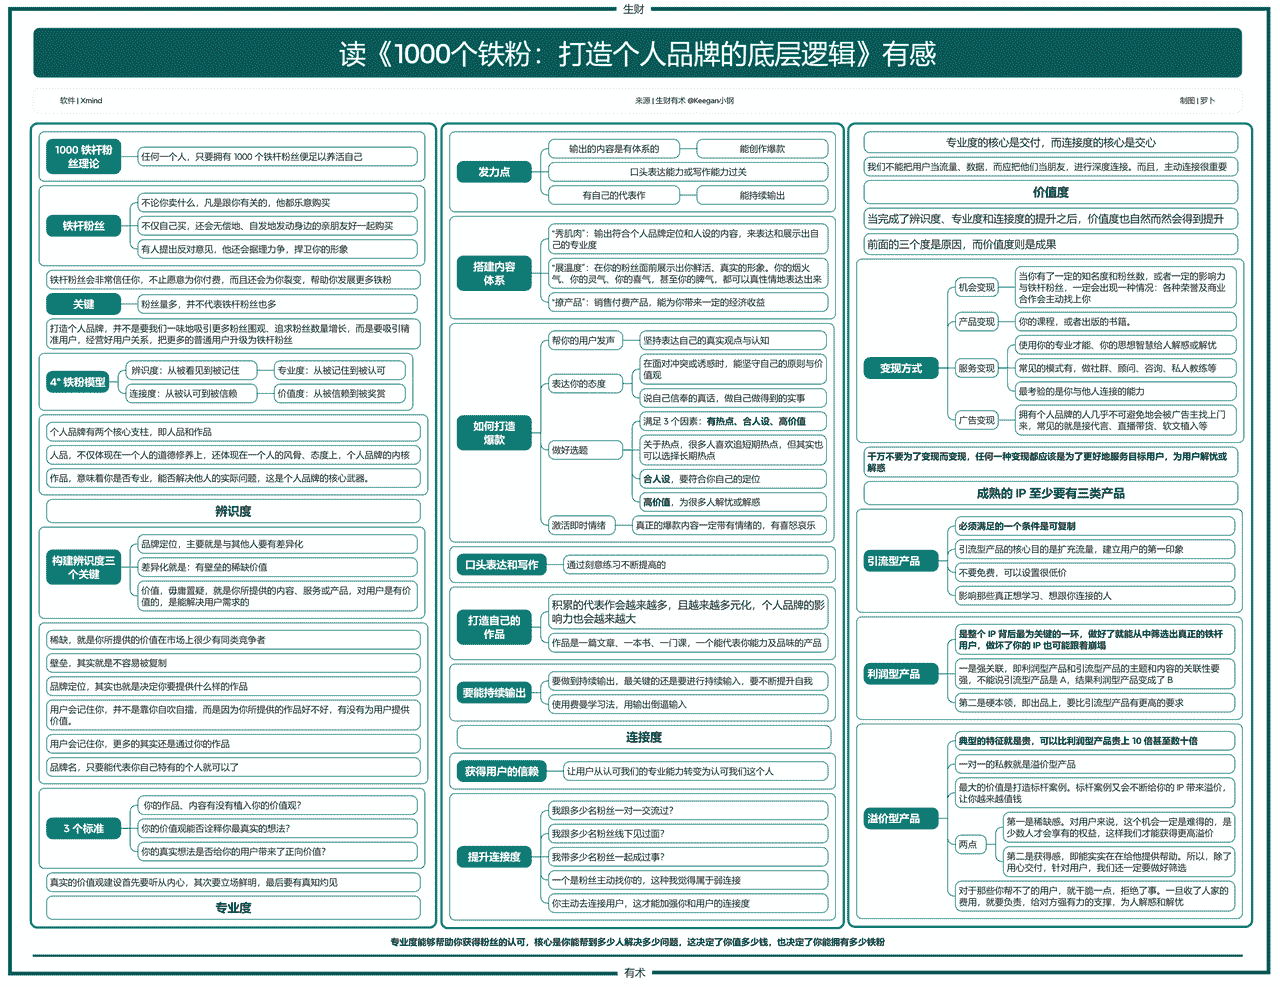 生财
读《1000个铁粉：打造个人品牌的底层逻辑》有感
软件 | Xmind
来源 | 生财有术 @Keegan小钢
制图 | 罗卜
1000 铁杆粉
丝理论
任何一个人，只要拥有 1000 个铁杆粉丝便足以养活自己
铁杆粉丝
不论你卖什么，凡是跟你有关的，他都乐意购买
不仅自己买，还会无偿地、自发地发动身边的亲朋友好一起购买
有人提出反对意见，他还会据理力争，捍卫你的形象
铁杆粉丝会非常信任你，不止愿意为你付费，而且还会为你裂变，帮助你发展更多铁粉
关键
粉丝量多，并不代表铁杆粉丝也多
打造个人品牌，并不是要我们一味地吸引更多粉丝围观、追求粉丝数量增长，而是要吸引精
准用户，经营好用户关系，把更多的普通用户升级为铁杆粉丝
4° 铁粉模型
辨识度：从被看见到被记住
专业度：从被记住到被认可
连接度：从被认可到被信赖
价值度：从被信赖到被奖赏
个人品牌有两个核心支柱，即人品和作品
人品，不仅体现在一个人的道德修养上，还体现在一个人的风骨、态度上，个人品牌的内核
作品，意味着你是否专业，能否解决他人的实际问题，这是个人品牌的核心武器。
辨识度
构建辨识度三
个关键
品牌定位，主要就是与其他人要有差异化
差异化就是：有壁垒的稀缺价值
价值，毋庸置疑，就是你所提供的内容、服务或产品，对用户是有价
值的，是能解决用户需求的
稀缺，就是你所提供的价值在市场上很少有同类竞争者
壁垒，其实就是不容易被复制
品牌定位，其实也就是决定你要提供什么样的作品
用户会记住你，并不是靠你自吹自擂，而是因为你所提供的作品好不好，有没有为用户提供
价值。
用户会记住你，更多的其实还是通过你的作品
品牌名，只要能代表你自己特有的个人就可以了
3 个标准
你的作品、内容有没有植入你的价值观？
你的价值观能否诠释你最真实的想法？
你的真实想法是否给你的用户带来了正向价值？
真实的价值观建设首先要听从内心，其次要立场鲜明，最后要有真知灼见
专业度
发力点
输出的内容是有体系的
能创作爆款
口头表达能力或写作能力过关
有自己的代表作
能持续输出
搭建内容
体系
“秀肌肉”：输出符合个人品牌定位和人设的内容，来表达和展示出自
己的专业度
“展温度”：在你的粉丝面前展示出你鲜活、真实的形象。你的烟火
气、你的灵气、你的喜气，甚至你的脾气，都可以真性情地表达出来
“撩产品”：销售付费产品，能为你带来一定的经济收益
如何打造
爆款
帮你的用户发声
坚持表达自己的真实观点与认知
表达你的态度
在面对冲突或诱惑时，能坚守自己的原则与价
值观
说自己信奉的真话，做自己做得到的实事
做好选题
满足 3 个因素：有热点、合人设、高价值
关于热点，很多人喜欢追短期热点，但其实也
可以选择长期热点
合人设，要符合你自己的定位
高价值，为很多人解忧或解惑
激活即时情绪
真正的爆款内容一定带有情绪的，有喜怒哀乐
口头表达和写作
通过刻意练习不断提高的
打造自己的
作品
积累的代表作会越来越多，且越来越多元化，个人品牌的影
响力也会越来越大
作品是一篇文章、一本书、一门课，一个能代表你能力及品味的产品
要能持续输出
要做到持续输出，最关键的还是要进行持续输入，要不断提升自我
使用费曼学习法，用输出倒逼输入
连接度
获得用户的信赖
让用户从认可我们的专业能力转变为认可我们这个人
提升连接度
我跟多少名粉丝一对一交流过？
我跟多少名粉丝线下见过面？
我带多少名粉丝一起成过事？
一个是粉丝主动找你的，这种我觉得属于弱连接
你主动去连接用户，这才能加强你和用户的连接度
专业度的核心是交付，而连接度的核心是交心
我们不能把用户当流量、数据，而应把他们当朋友，进行深度连接。而且，主动连接很重要
价值度
当完成了辨识度、专业度和连接度的提升之后，价值度也自然而然会得到提升
前面的三个度是原因，而价值度则是成果
变现方式
机会变现
当你有了一定的知名度和粉丝数，或者一定的影响力
与铁杆粉丝，一定会出现一种情况：各种荣誉及商业
合作会主动找上你
产品变现
你的课程，或者出版的书籍。
服务变现
使用你的专业才能、你的思想智慧给人解惑或解忧
常见的模式有，做社群、顾问、咨询、私人教练等
最考验的是你与他人连接的能力
广告变现
拥有个人品牌的人几乎不可避免地会被广告主找上门
来，常见的就是接代言、直播带货、软文植入等
千万不要为了变现而变现，任何一种变现都应该是为了更好地服务目标用户，为用户解忧或
解惑
成熟的 IP 至少要有三类产品
引流型产品
必须满足的一个条件是可复制
引流型产品的核心目的是扩充流量，建立用户的第一印象
不要免费，可以设置很低价
影响那些真正想学习、想跟你连接的人
利润型产品
是整个 IP 背后最为关键的一环，做好了就能从中筛选出真正的铁杆
用户，做坏了你的 IP 也可能跟着崩塌
一是强关联，即利润型产品和引流型产品的主题和内容的关联性要
强，不能说引流型产品是 A，结果利润型产品变成了 B
第二是硬本领，即出品上，要比引流型产品有更高的要求
溢价型产品
典型的特征就是贵，可以比利润型产品贵上 10 倍甚至数十倍
一对一的私教就是溢价型产品
最大的价值是打造标杆案例。标杆案例又会不断给你的 IP 带来溢价，
让你越来越值钱
两点
第一是稀缺感。对用户来说，这个机会一定是难得的，是
少数人才会享有的权益，这样我们才能获得更高溢价
第二是获得感，即能实实在在给他提供帮助。所以，除了
用心交付，针对用户，我们还一定要做好筛选
对于那些你帮不了的用户，就干脆一点，拒绝了事。一旦收了人家的
费用，就要负责，给对方强有力的支撑，为人解惑和解忧
专业度能够帮助你获得粉丝的认可，核心是你能帮到多少人解决多少问题，这决定了你值多少钱，也决定了你能拥有多少铁粉
有术